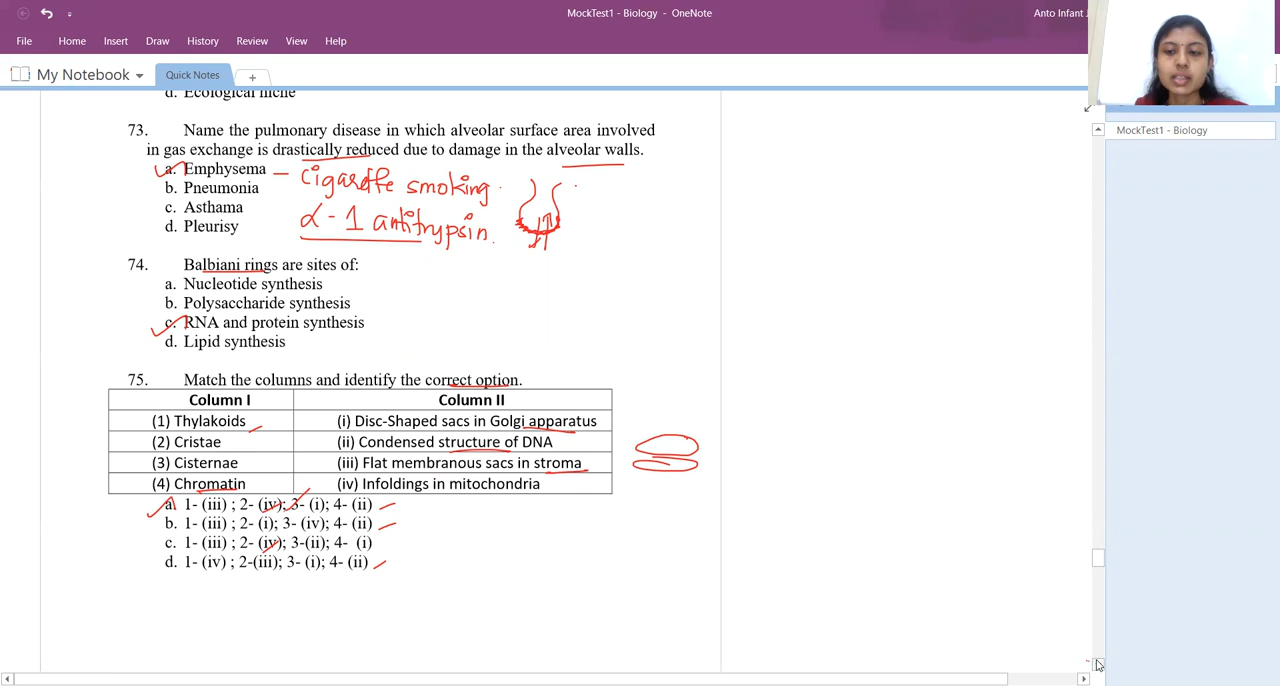 MockTest1 - Biology - OneNote
Anto Infant J
File Home Insert Draw History Review View Help
My Notebook Quick Notes +
MockTest1 - Biology
d. Ecological niche
73. Name the pulmonary disease in which alveolar surface area involved
in gas exchange is drastically reduced due to damage in the alveolar walls.
a. Emphysema – cigarette smoking
b. Pneumonia
c. Asthama
α - 1 antitrypsin.
d. Pleurisy
74. Balbiani rings are sites of:
a. Nucleotide synthesis
b. Polysaccharide synthesis
c. RNA and protein synthesis
d. Lipid synthesis
75. Match the columns and identify the correct option.
Column I Column II
(1) Thylakoids (i) Disc-Shaped sacs in Golgi apparatus
(2) Cristae (ii) Condensed structure of DNA
(3) Cisternae (iii) Flat membranous sacs in stroma
(4) Chromatin (iv) Infoldings in mitochondria
a. 1- (iii) ; 2- (iv); 3- (i); 4- (ii)
b. 1- (iii) ; 2- (i); 3- (iv); 4- (ii)
c. 1- (iii) ; 2- (iv); 3-(ii); 4- (i)
d. 1- (iv) ; 2-(iii); 3- (i); 4- (ii)